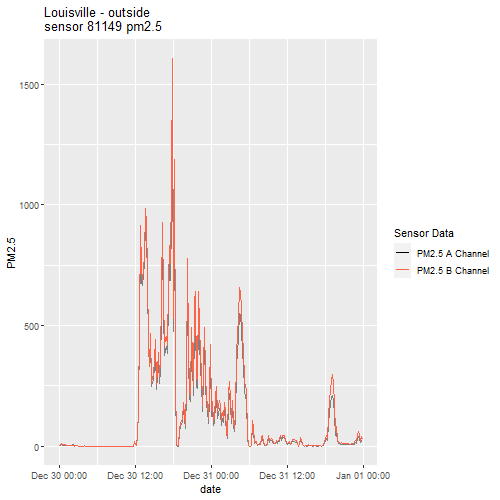 Louisville - outside
sensor 81149 pm2.5
1500
1000
500
0
PM2.5
Dec 30 00:00 Dec 30 12:00 Dec 31 00:00 Dec 31 12:00 Jan 01 00:00
date
Sensor Data
PM2.5 A Channel
PM2.5 B Channel